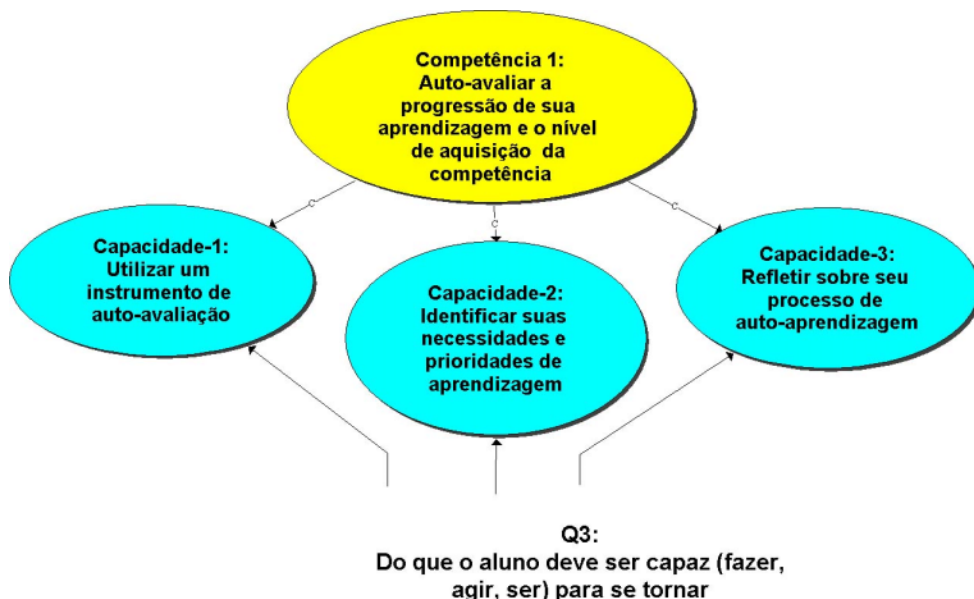 Competência 1:
Auto-avaliar a
progressão de sua
aprendizagem e o nível
de aquisição da
competência
c
c
c
Capacidade-1:
Utilizar um
instrumento de
auto-avaliação
Capacidade-2:
Identificar suas
necessidades e
prioridades de
aprendizagem
Capacidade-3:
Refletir sobre seu
processo de
auto-aprendizagem
Q3:
Do que o aluno deve ser capaz (fazer,
agir, ser) para se tornar